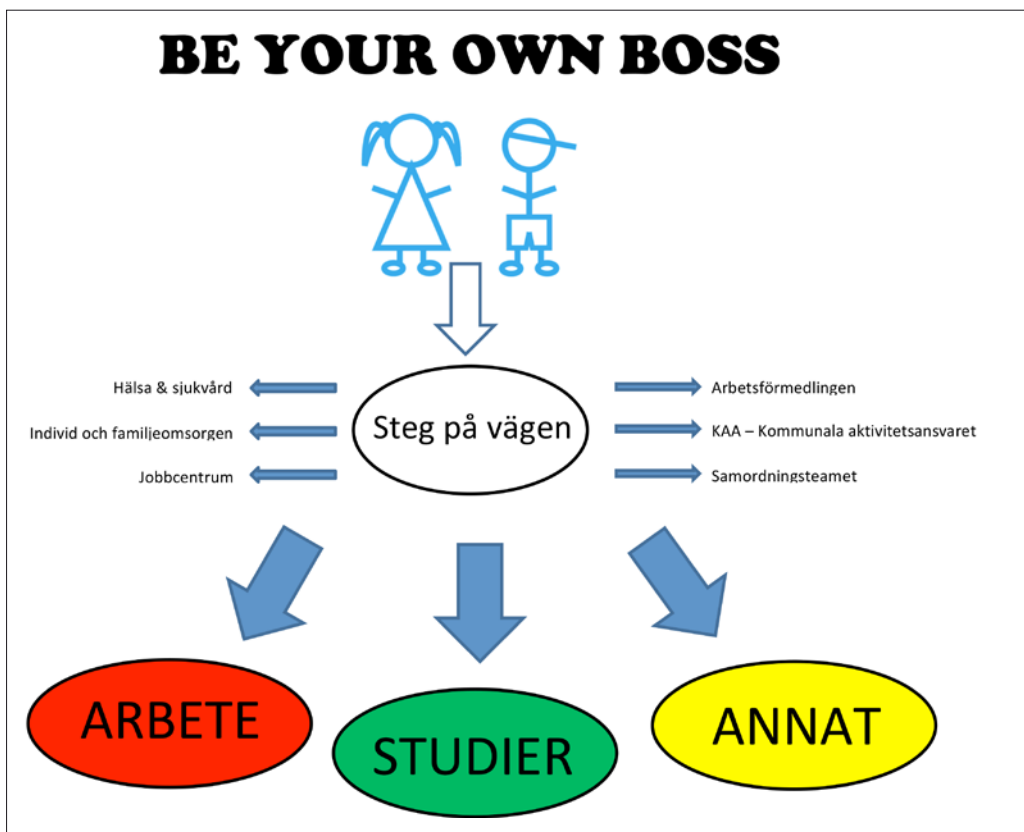 BE YOUR OWN BOSS
Hälsa & sjukvård
Individ och familjeomsorgen
Jobbcentrum
Steg på vägen
Arbetsförmedlingen
KAA – Kommunala aktivitetsansvaret
Samordningsteamet
ARBETE
STUDIER
ANNAT